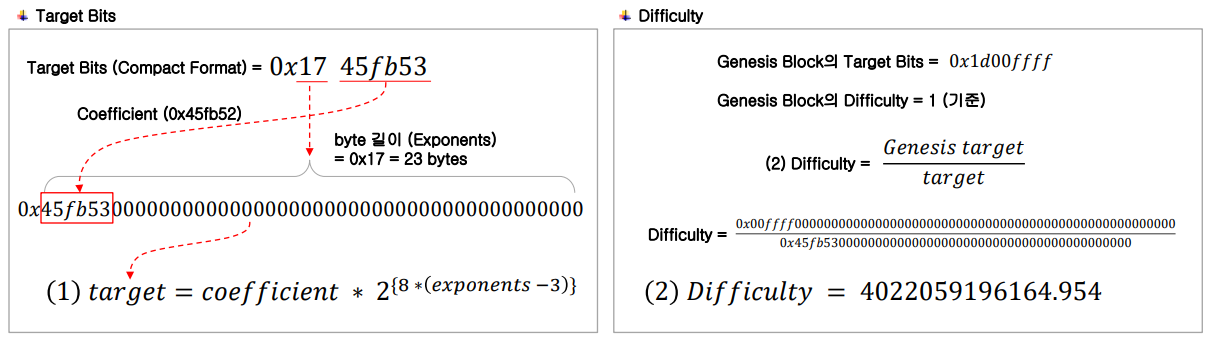 Target Bits
Target Bits (Compact Format) = 0x17 45fb53
Coefficient (0x45fb52)
byte 길이 (Exponents)
= 0x17 = 23 bytes
0x45fb530000000000000000000000000000000000000000
(1) target = coefficient * 2^{8 *(exponents −3)}
Difficulty
Genesis Block의 Target Bits = 0x1d00ffff
Genesis Block의 Difficulty = 1 (기준)
(2) Difficulty =
Genesis target
target
Difficulty =
0x00ffff0000000000000000000000000000000000000000000000000000
0x45fb530000000000000000000000000000000000000000
(2) Difficulty = 4022059196164.954